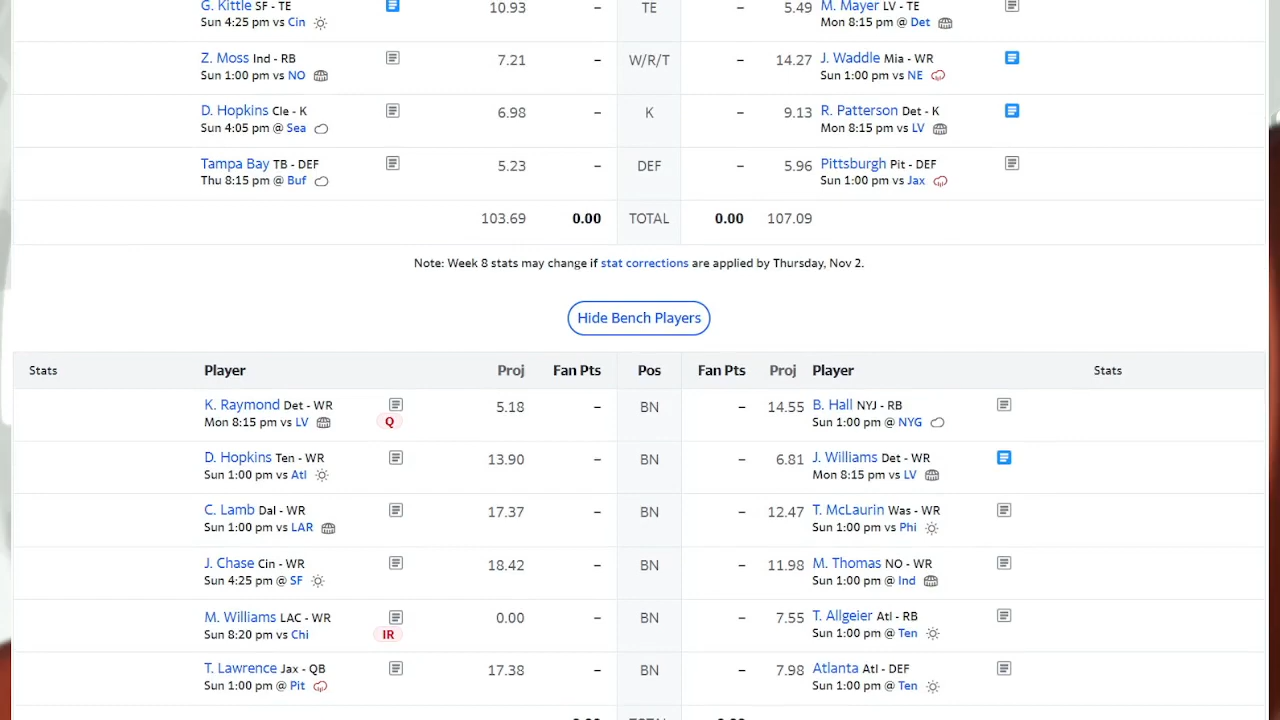 G. Kittle SF - TE 10.93 – TE – 5.49 M. Mayer LV - TE
Sun 4:25 pm vs Cin Mon 8:15 pm @ Det
Z. Moss Ind - RB 7.21 – W/R/T – 14.27 J. Waddle Mia - WR
Sun 1:00 pm vs NO Sun 1:00 pm vs NE
D. Hopkins Cle - K 6.98 – K – 9.13 R. Patterson Det - K
Sun 4:05 pm @ Sea Mon 8:15 pm vs LV
Tampa Bay TB - DEF 5.23 – DEF – 5.96 Pittsburgh Pit - DEF
Thu 8:15 pm @ Buf Sun 1:00 pm vs Jax
103.69 0.00 TOTAL 0.00 107.09
Note: Week 8 stats may change if stat corrections are applied by Thursday, Nov 2.
Hide Bench Players
Stats Player Proj Fan Pts Pos Fan Pts Proj Player Stats
K. Raymond Det - WR 5.18 – BN – 14.55 B. Hall NYJ - RB
Mon 8:15 pm vs LV Q Sun 1:00 pm @ NYG
D. Hopkins Ten - WR 13.90 – BN – 6.81 J. Williams Det - WR
Sun 1:00 pm vs Atl Mon 8:15 pm vs LV
C. Lamb Dal - WR 17.37 – BN – 12.47 T. McLaurin Was - WR
Sun 1:00 pm vs LAR Sun 1:00 pm vs Phi
J. Chase Cin - WR 18.42 – BN – 11.98 M. Thomas NO - WR
Sun 4:25 pm @ SF Sun 1:00 pm @ Ind
M. Williams LAC - WR 0.00 – BN – 7.55 T. Allgeier Atl - RB
Sun 8:20 pm vs Chi IR Sun 1:00 pm @ Ten
T. Lawrence Jax - QB 17.38 – BN – 7.98 Atlanta Atl - DEF
Sun 1:00 pm @ Pit Sun 1:00 pm @ Ten
0.00 TOTAL 0.00